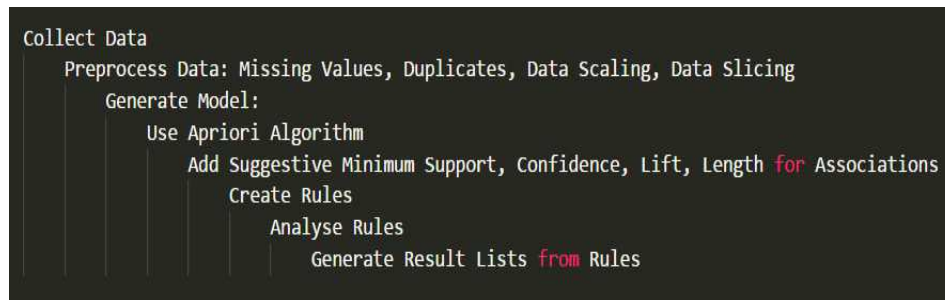 Collect Data
Preprocess Data: Missing Values, Duplicates, Data Scaling, Data Slicing
Generate Model:
Use Apriori Algorithm
Add Suggestive Minimum Support, Confidence, Lift, Length for Associations
Create Rules
Analyse Rules
Generate Result Lists from Rules